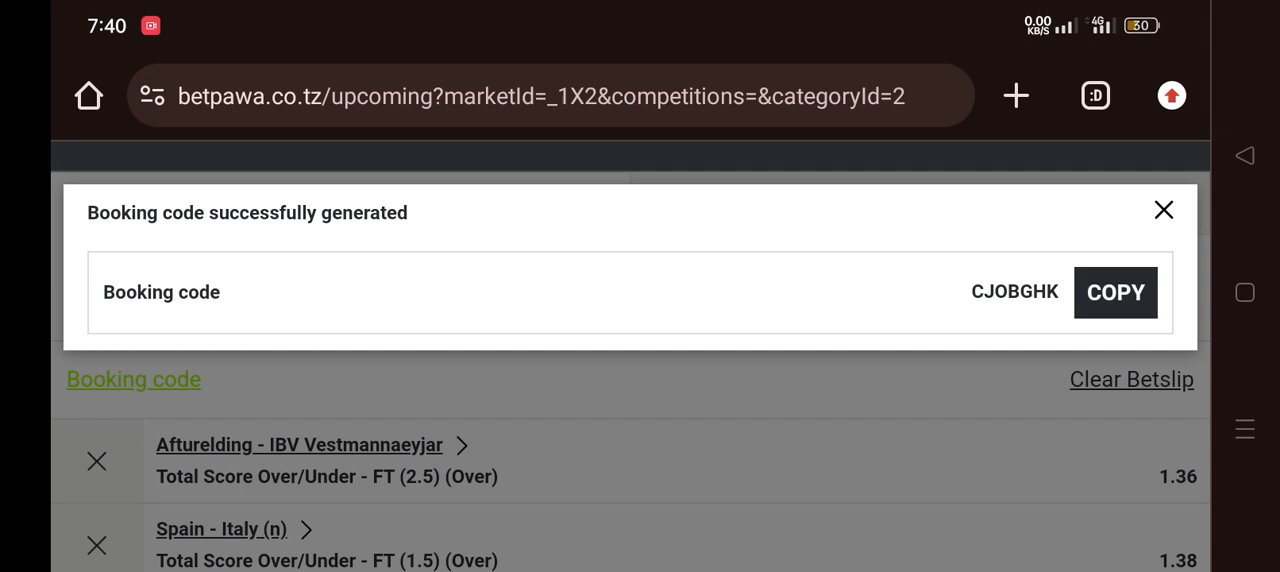 7:40
0.00 KB/S 4G 30
betpawa.co.tz/upcoming?marketId=_1X2&competitions=&categoryId=2
:D
Booking code successfully generated
Booking code CJOBGHK COPY
Booking code Clear Betslip
Afturelding - IBV Vestmannaeyjar
Total Score Over/Under - FT (2.5) (Over) 1.36
Spain - Italy (n)
Total Score Over/Under - FT (1.5) (Over) 1.38